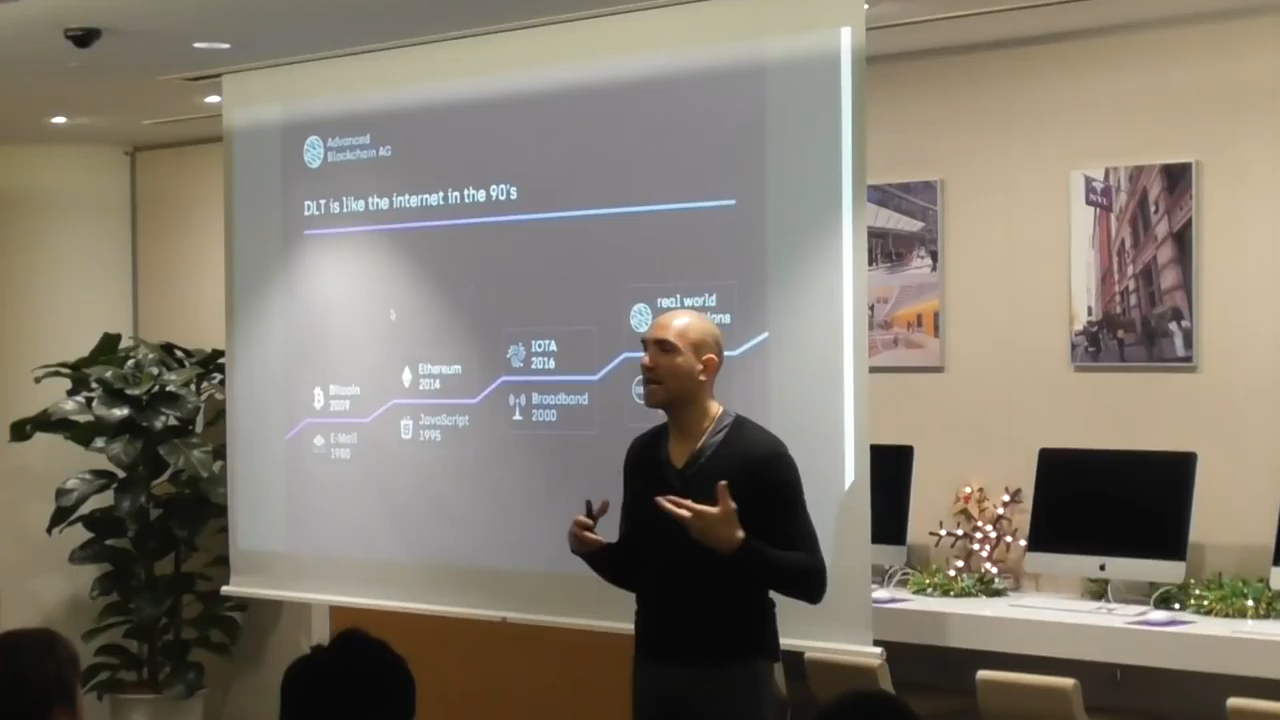 Advanced
Blockchain AG
DLT is like the internet in the 90's
real world
IOTA
2016
Ethereum
2014
Bitcoin
2009
Broadband
2000
JavaScript
1995
E-Mail
1980
NYU